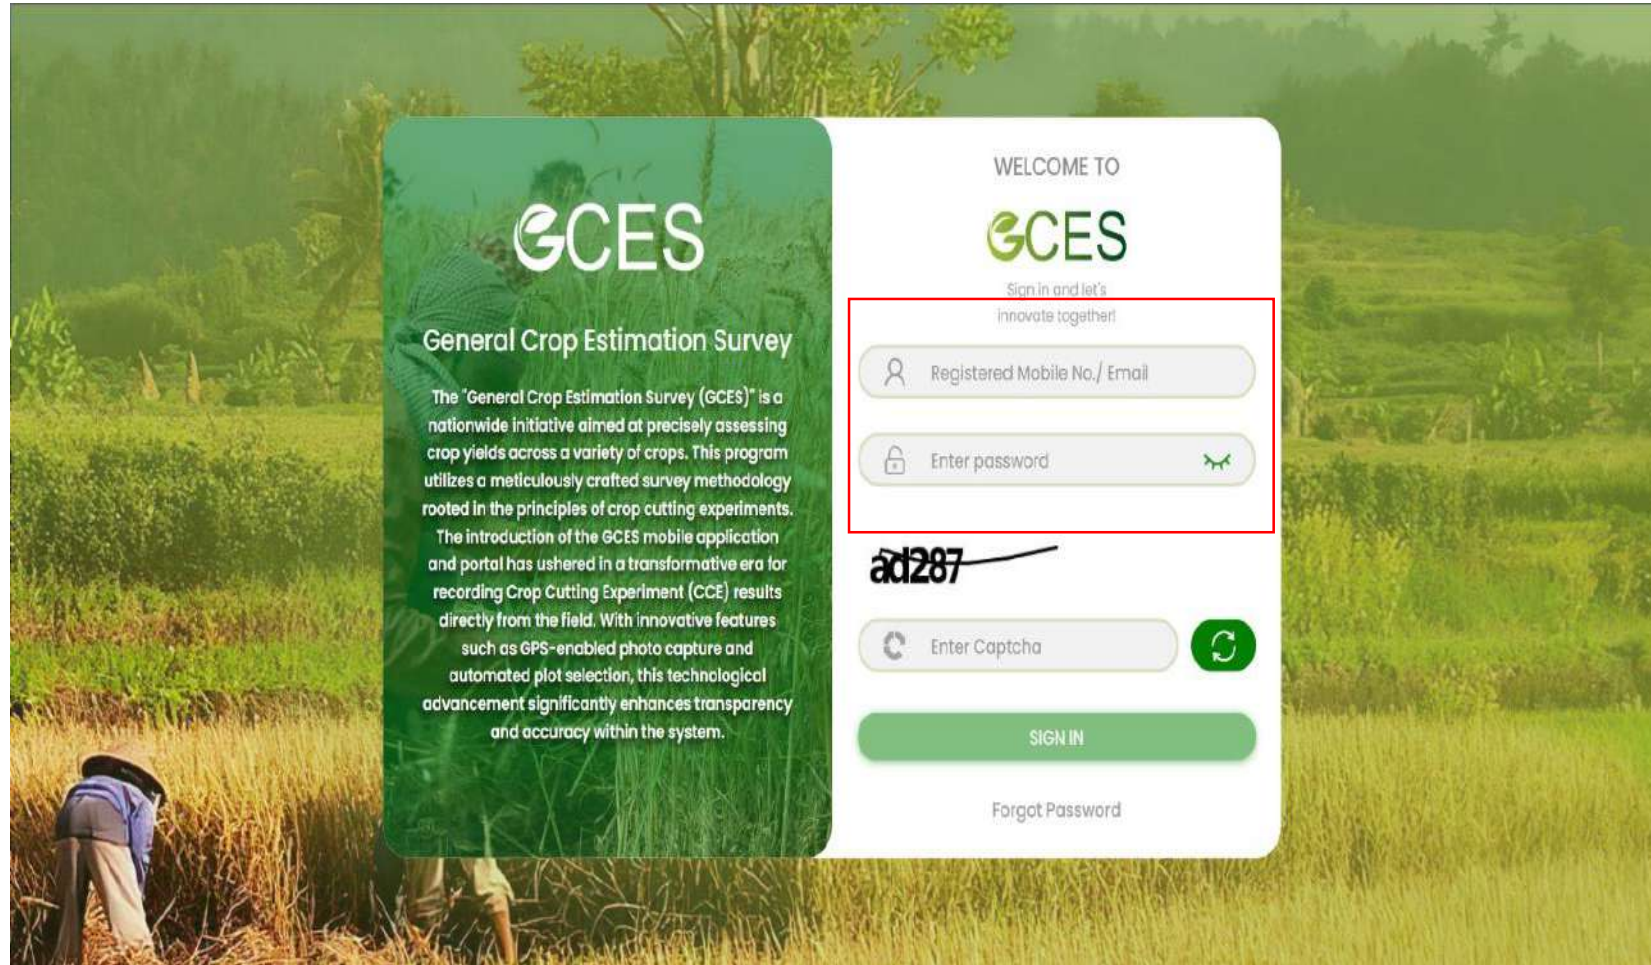 GCES
General Crop Estimation Survey
The "General Crop Estimation Survey (GCES)" is a
nationwide initiative aimed at precisely assessing
crop yields across a variety of crops. This program
utilizes a meticulously crafted survey methodology
rooted in the principles of crop cutting experiments.
The introduction of the GCES mobile application
and portal has ushered in a transformative era for
recording Crop Cutting Experiment (CCE) results
directly from the field. With innovative features
such as GPS-enabled photo capture and
automated plot selection, this technological
advancement significantly enhances transparency
and accuracy within the system.
WELCOME TO
GCES
Sign in and let's
innovate together!
Registered Mobile No./ Email
Enter password
ad287
Enter Captcha
SIGN IN
Forgot Password